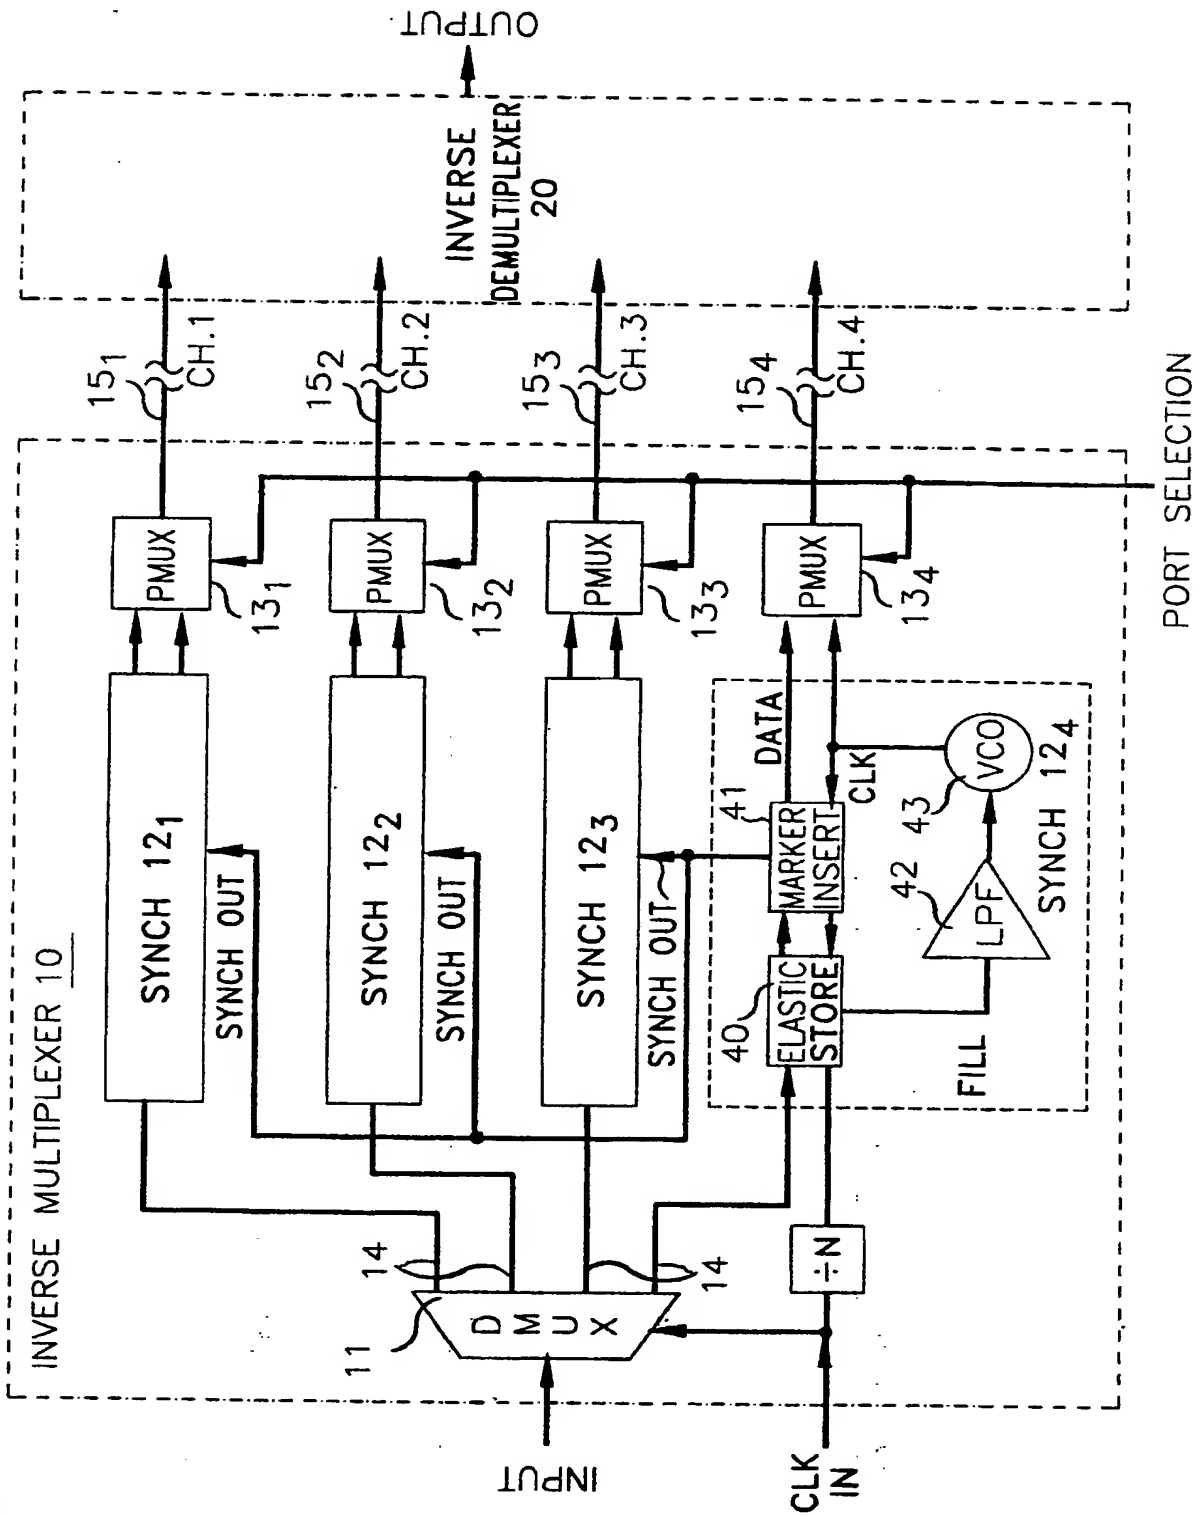 INVERSE MULTIPLEXER 10
INPUT
CLK
IN
11
D
M
U
X
14
14
÷N
SYNCH 12₁
SYNCH OUT
SYNCH 12₂
SYNCH OUT
SYNCH 12₃
SYNCH OUT
40
ELASTIC
STORE
FILL
41
MARKER
INSERT
DATA
CLK
42
LPF
43
VCO
SYNCH 12₄
PMUX
13₁
PMUX
13₂
PMUX
13₃
PMUX
13₄
PORT SELECTION
15₁
CH.1
15₂
CH.2
15₃
CH.3
15₄
CH.4
INVERSE
DEMULTIPLEXER
20
OUTPUT